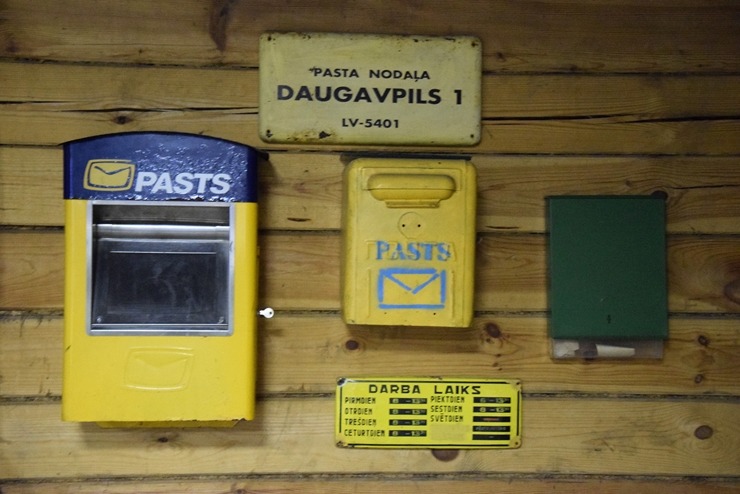 PASTA NODAĻA
DAUGAVPILS 1
LV-5401
PASTS
PASTS
DARBA LAIKS
PIRMDIEN
OTRDIEN
TREŠDIEN
CETURTDIEN
PIEKTDIEN
SESTDIEN
SVĒTDIEN